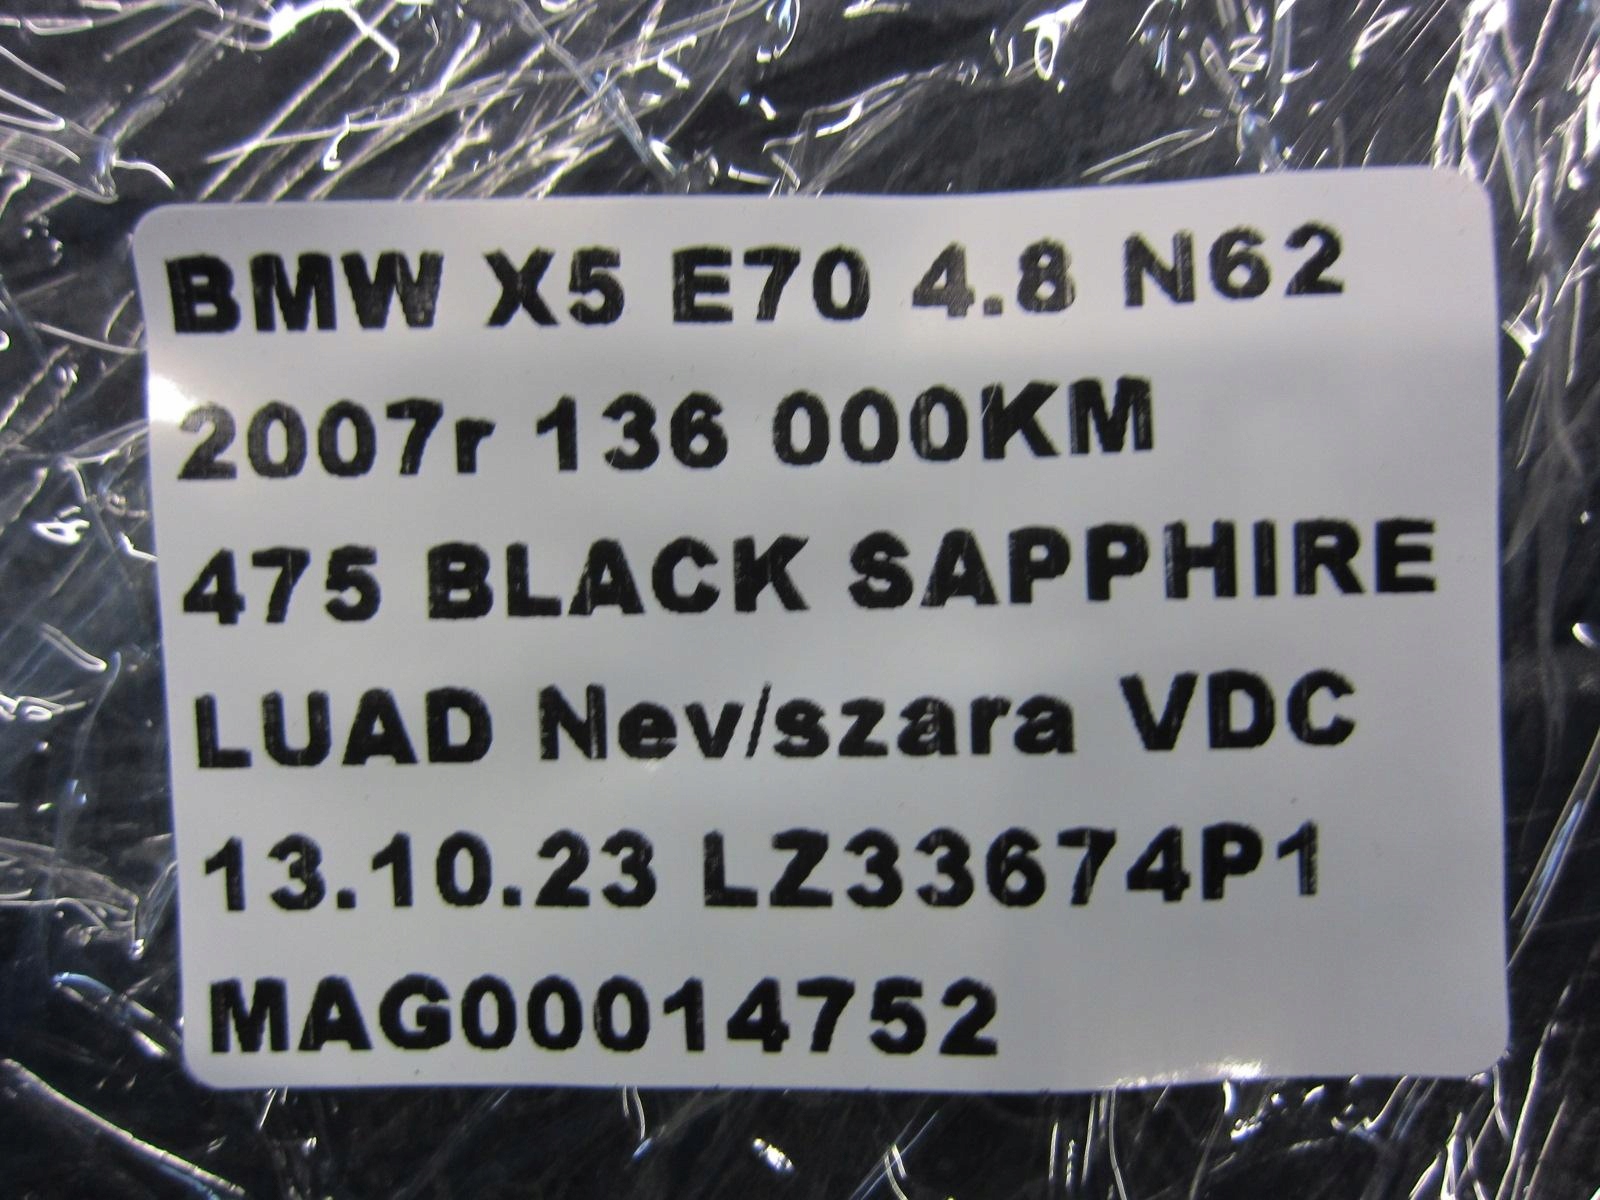 BMW X5 E70 4.8 N62
2007r 136 000KM
475 BLACK SAPPHIRE
LUAD Nev/szara VDC
13.10.23 LZ33674P1
MAG00014752